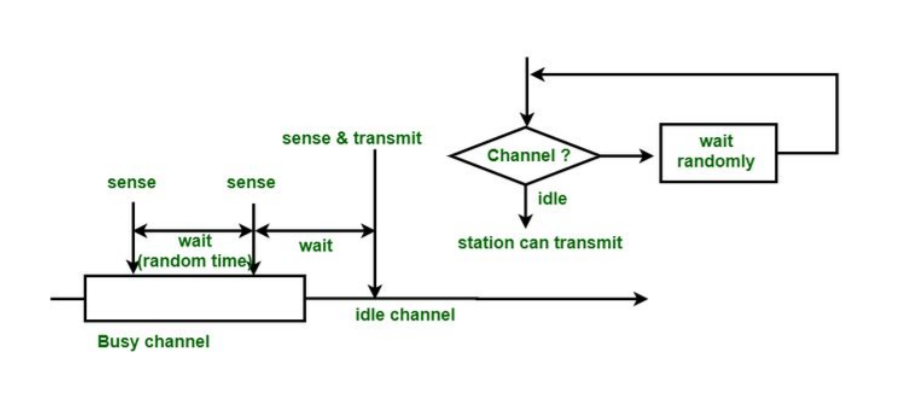 sense & transmit
Channel ?
wait
randomly
sense
sense
idle
wait
(random time)
wait
station can transmit
idle channel
Busy channel